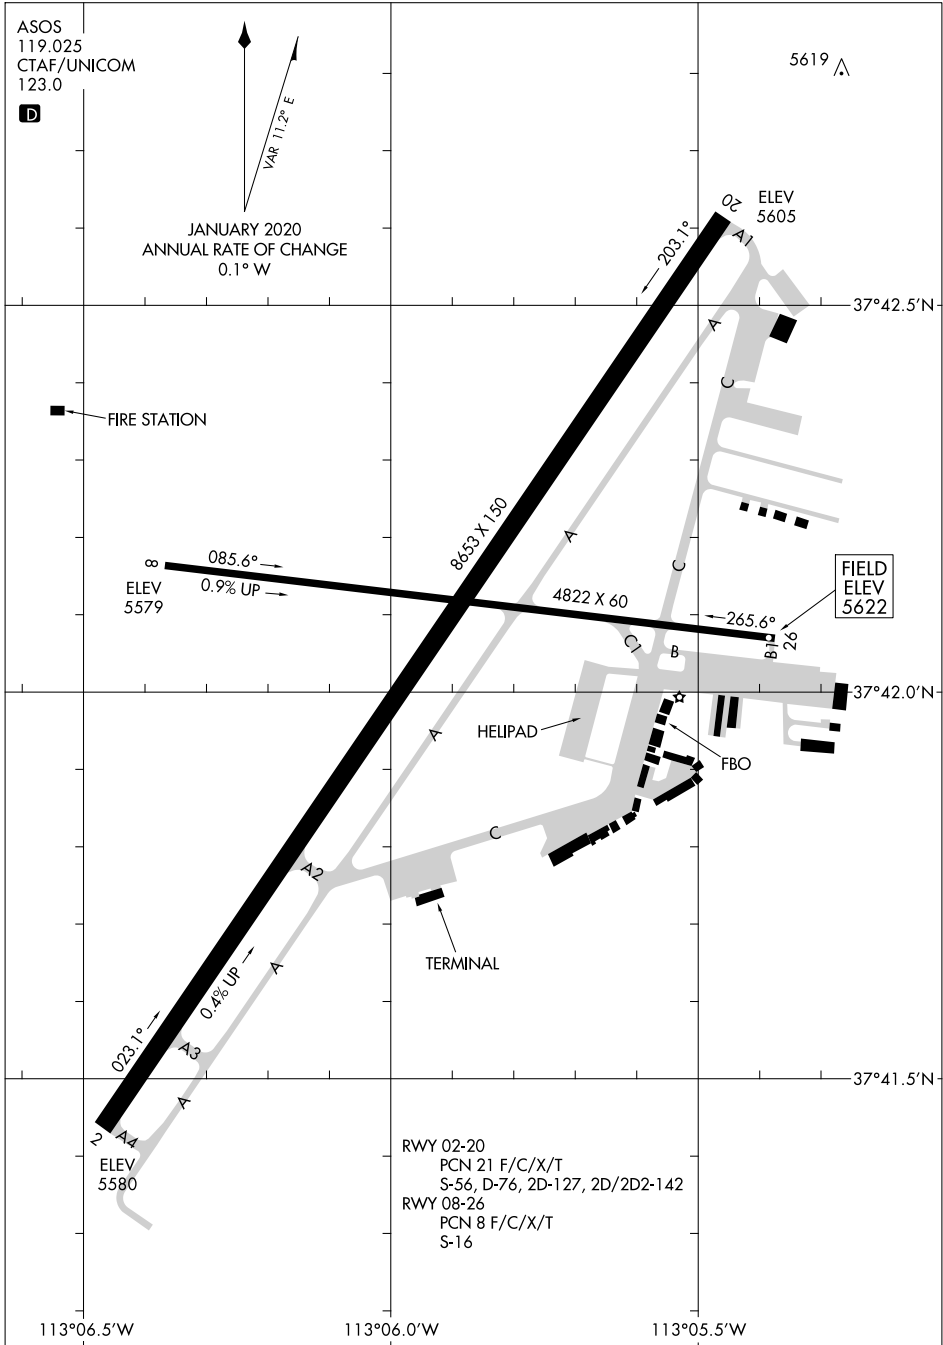 ASOS
119.025
CTAF/UNICOM
123.0
D
VAR 11.2° E
JANUARY 2020
ANNUAL RATE OF CHANGE
0.1° W
5619
20
ELEV
5605
A1
203.1°
37°42.5'N
A
C
FIRE STATION
8653 X 150
A
C
8
085.6°
0.9% UP
ELEV
5579
4822 X 60
265.6°
FIELD
ELEV
5622
26
B1
B
C1
37°42.0'N
HELIPAD
A
FBO
C
A2
TERMINAL
A
0.4% UP
023.1°
A3
37°41.5'N
A
2
A4
ELEV
5580
RWY 02-20
PCN 21 F/C/X/T
S-56, D-76, 2D-127, 2D/2D2-142
RWY 08-26
PCN 8 F/C/X/T
S-16
113°06.5'W
113°06.0'W
113°05.5'W